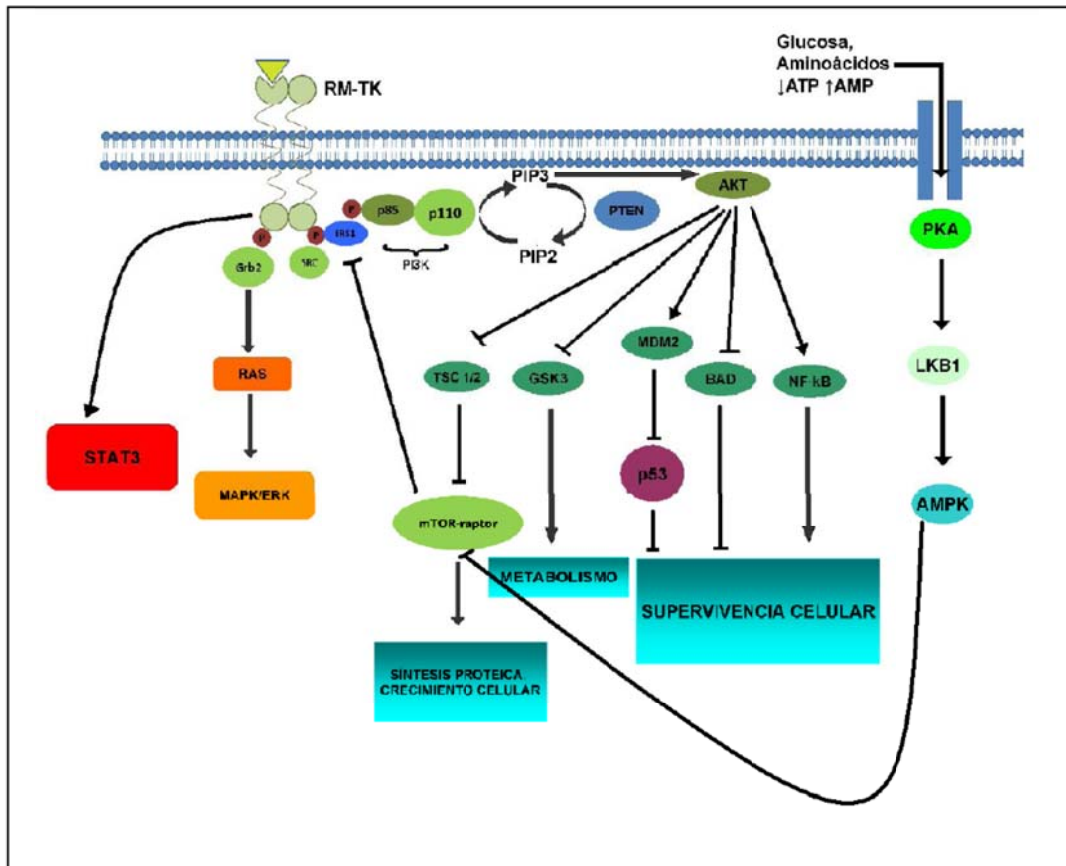 Glucosa,
Aminoácidos
↓ATP ↑AMP
RM-TK
PIP3
AKT
P
p85
p110
PTEN
PKA
P
P
IRS1
PIP2
Grb2
SRC
PI3K
MDM2
TSC 1/2
GSK3
BAD
NF-kB
LKB1
RAS
STAT3
p53
MAPK/ERK
AMPK
mTOR-raptor
METABOLISMO
SUPERVIVENCIA CELULAR
SÍNTESIS PROTEICA,
CRECIMIENTO CELULAR